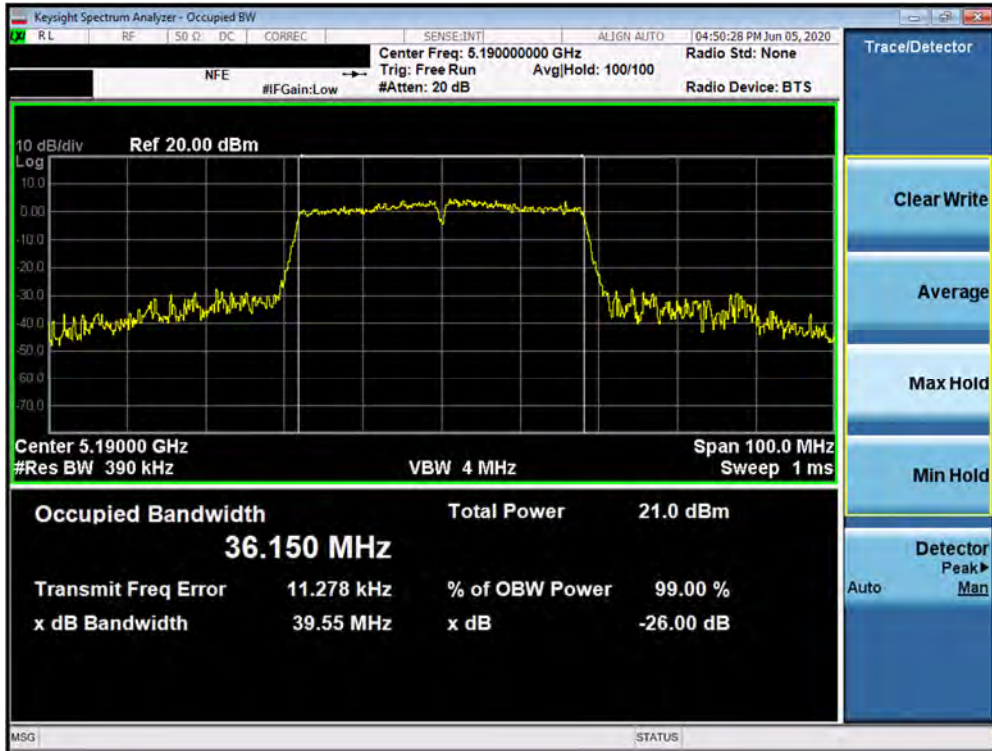 Keysight Spectrum Analyzer - Occupied BW
LXI RL RF 50 Ω DC CORREC SENSE:INT ALIGN AUTO 04:50:28 PM Jun 05, 2020
Center Freq: 5.190000000 GHz Radio Std: None
NFE Trig: Free Run Avg|Hold: 100/100
#IFGain:Low #Atten: 20 dB Radio Device: BTS
Trace/Detector
10 dB/div Ref 20.00 dBm
Log
10.0
0.00
-10.0
-20.0
-30.0
-40.0
-50.0
-60.0
-70.0
Center 5.19000 GHz Span 100.0 MHz
#Res BW 390 kHz VBW 4 MHz Sweep 1 ms
Occupied Bandwidth Total Power 21.0 dBm
36.150 MHz
Transmit Freq Error 11.278 kHz % of OBW Power 99.00 %
x dB Bandwidth 39.55 MHz x dB -26.00 dB
Clear Write
Average
Max Hold
Min Hold
Detector
Peak▶
Auto Man
MSG STATUS